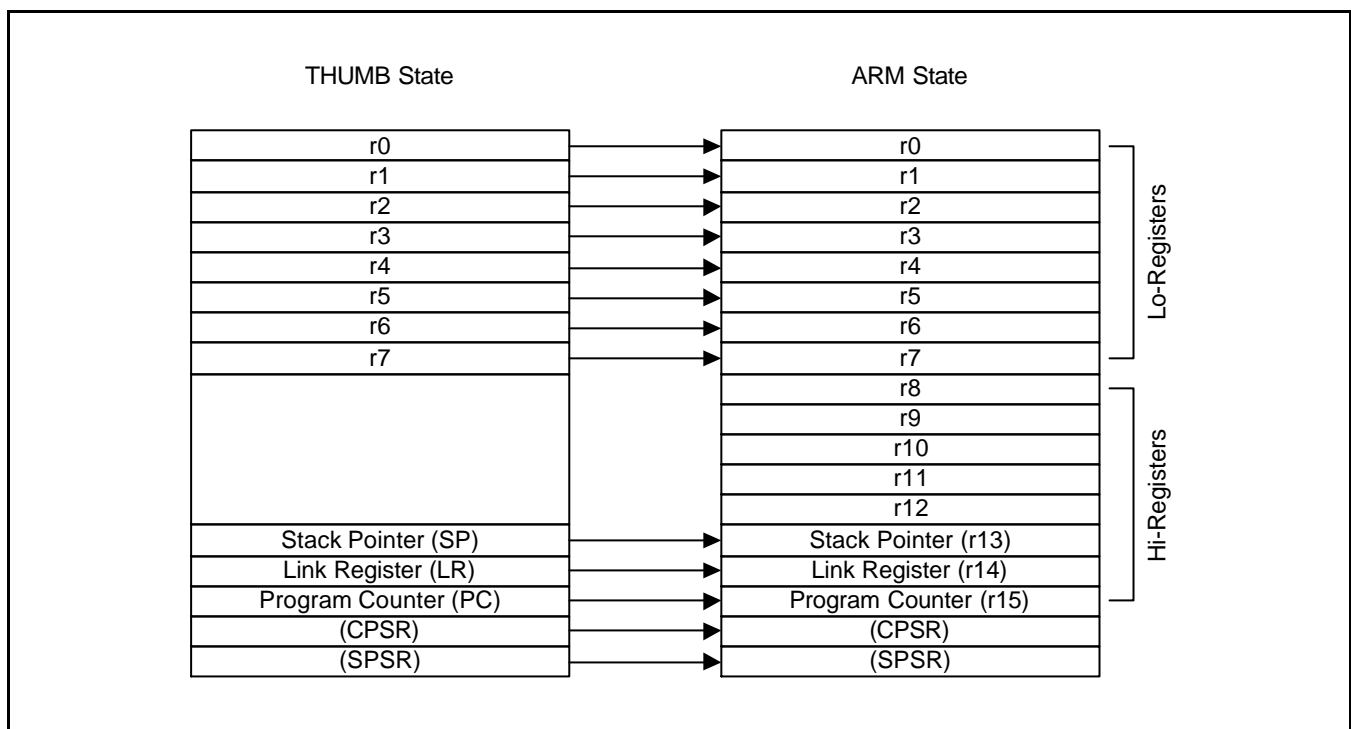 THUMB State ARM State
r0 r0
r1 r1
r2 r2
r3 r3
r4 r4
r5 r5
r6 r6
r7 r7
r8
r9
r10
r11
r12
Stack Pointer (SP) Stack Pointer (r13)
Link Register (LR) Link Register (r14)
Program Counter (PC) Program Counter (r15)
(CPSR) (CPSR)
(SPSR) (SPSR)
Lo-Registers
Hi-Registers